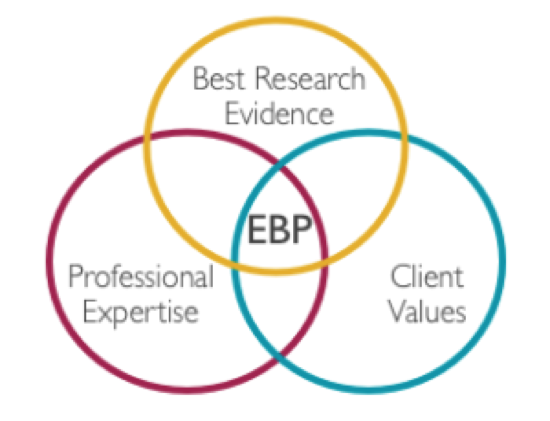 Best Research
Evidence
EBP
Professional
Expertise
Client
Values